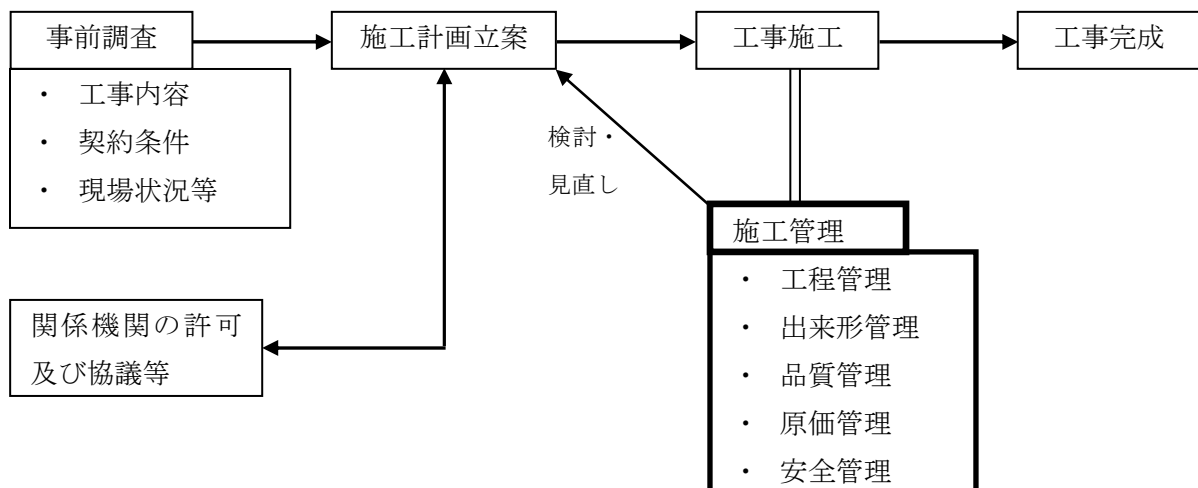 事前調査
施工計画立案
工事施工
工事完成
・ 工事内容
・ 契約条件
・ 現場状況等
検討・
見直し
施工管理
・ 工程管理
・ 出来形管理
・ 品質管理
・ 原価管理
・ 安全管理
関係機関の許可
及び協議等